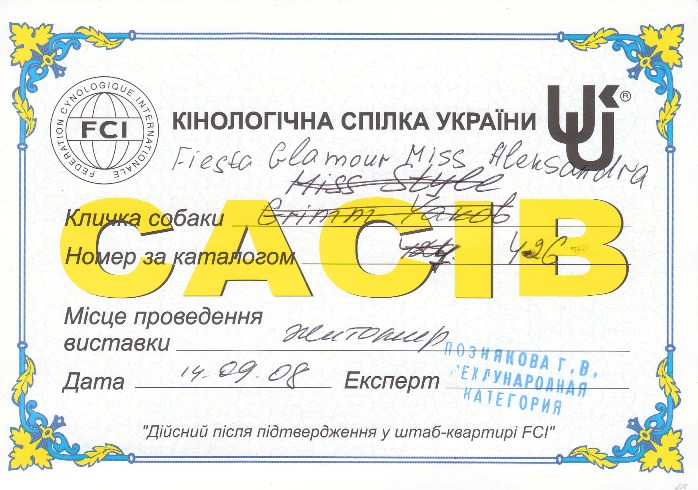 FEDERATION CYNOLOGIQUE INTERNATIONALE
FCI
КІНОЛОГІЧНА СПІЛКА УКРАЇНИ
®
Fiesta Glamour Miss Aleksandra
Miss Style
Кличка собаки Grimm
CACIB
Номер за каталогом 426
Місце проведення
виставки Житомир
Дата 14.09.08 Експерт
ПОЗНЯКОВА Г. В.
МЕЖДУНАРОДНАЯ
КАТЕГОРИЯ
"Дійсний після підтвердження у штаб-квартирі FCI"